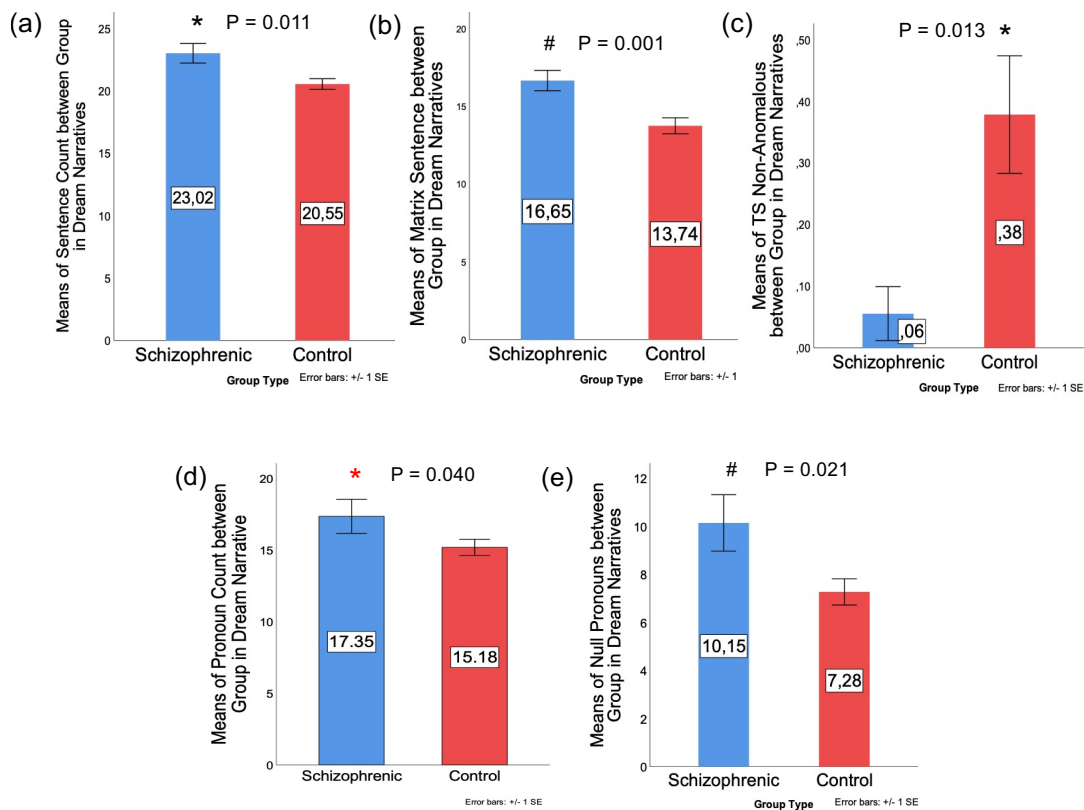 (a)
* P = 0.011
Means of Sentence Count between Group
in Dream Narratives
25
20
15
10
5
0
23,02
20,55
Schizophrenic Control
Group Type Error bars: +/- 1 SE
(b)
# P = 0.001
Means of Matrix Sentence between
Group in Dream Narratives
20
15
10
5
0
16,65
13,74
Schizophrenic Control
Group Type Error bars: +/- 1
(c)
P = 0.013 *
Means of TS Non-Anomalous
between Group in Dream Narratives
,50
,40
,30
,20
,10
,00
,06
,38
Schizophrenic Control
Group Type Error bars: +/- 1 SE
(d)
* P = 0.040
Means of Pronoun Count between
Group in Dream Narrative
20
15
10
5
0
17.35
15.18
Schizophrenic Control
Error bars: +/- 1 SE
(e)
# P = 0.021
Means of Null Pronouns between
Group in Dream Narratives
12
10
8
6
4
2
0
10,15
7,28
Schizophrenic Control
Group Type Error bars: +/- 1 SE